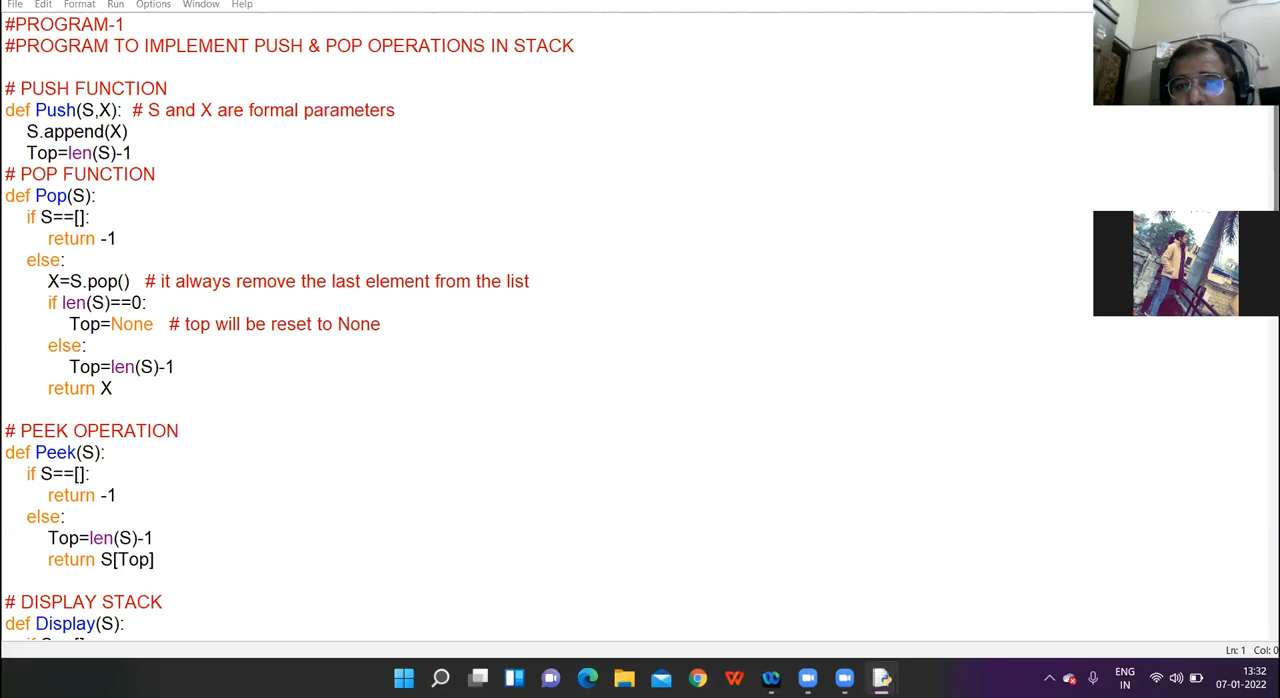 File Edit Format Run Options Window Help
#PROGRAM-1
#PROGRAM TO IMPLEMENT PUSH & POP OPERATIONS IN STACK
# PUSH FUNCTION
def Push(S,X): # S and X are formal parameters
S.append(X)
Top=len(S)-1
# POP FUNCTION
def Pop(S):
if S==[]:
return -1
else:
X=S.pop() # it always remove the last element from the list
if len(S)==0:
Top=None # top will be reset to None
else:
Top=len(S)-1
return X
# PEEK OPERATION
def Peek(S):
if S==[]:
return -1
else:
Top=len(S)-1
return S[Top]
# DISPLAY STACK
def Display(S):
Ln: 1 Col: 0
ENG
IN
13:32
07-01-2022